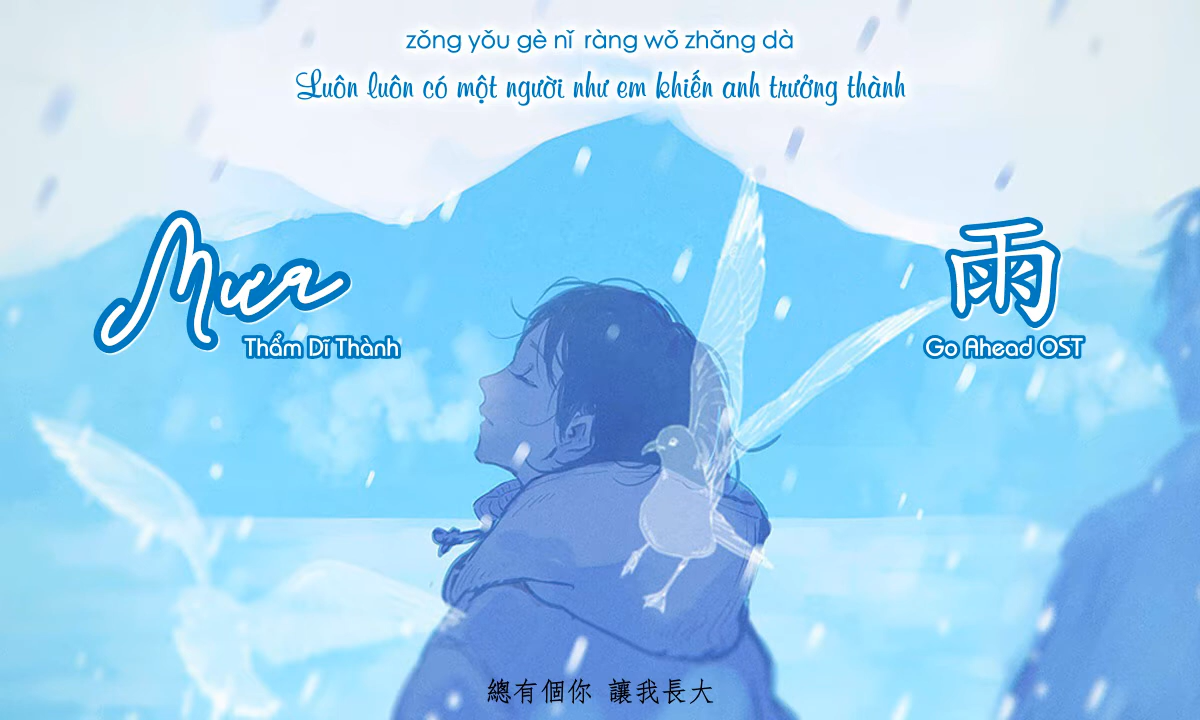 zǒng yǒu gè nǐ ràng wǒ zhǎng dà
Luôn luôn có một người như em khiến anh trưởng thành
Mưa
Thẩm Dĩ Thành
雨
Go Ahead OST
總有個你 讓我長大